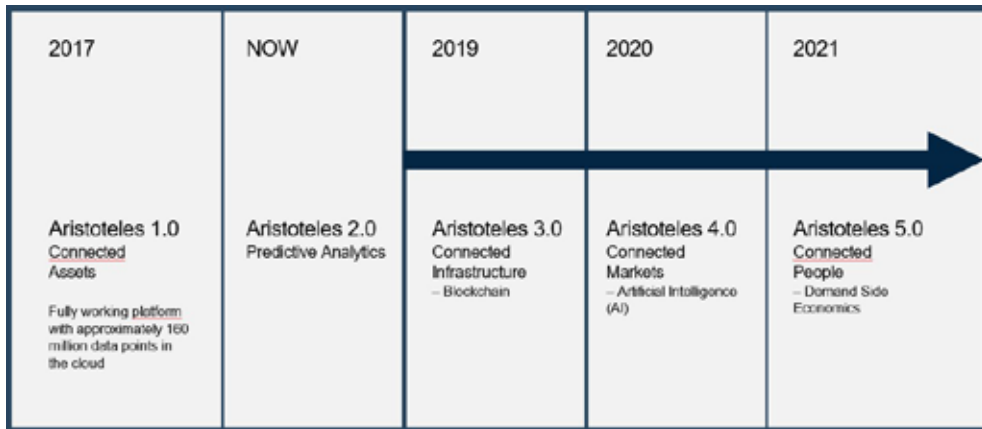 2017
Aristoteles 1.0
Connected
Assets
Fully working platform
with approximately 160
million data points in
the cloud
NOW
Aristoteles 2.0
Predictive Analytics
2019
Aristoteles 3.0
Connected
Infrastructure
– Blockchain
2020
Aristoteles 4.0
Connected
Markets
– Artificial Intelligence
(AI)
2021
Aristoteles 5.0
Connected
People
– Demand Side
Economics